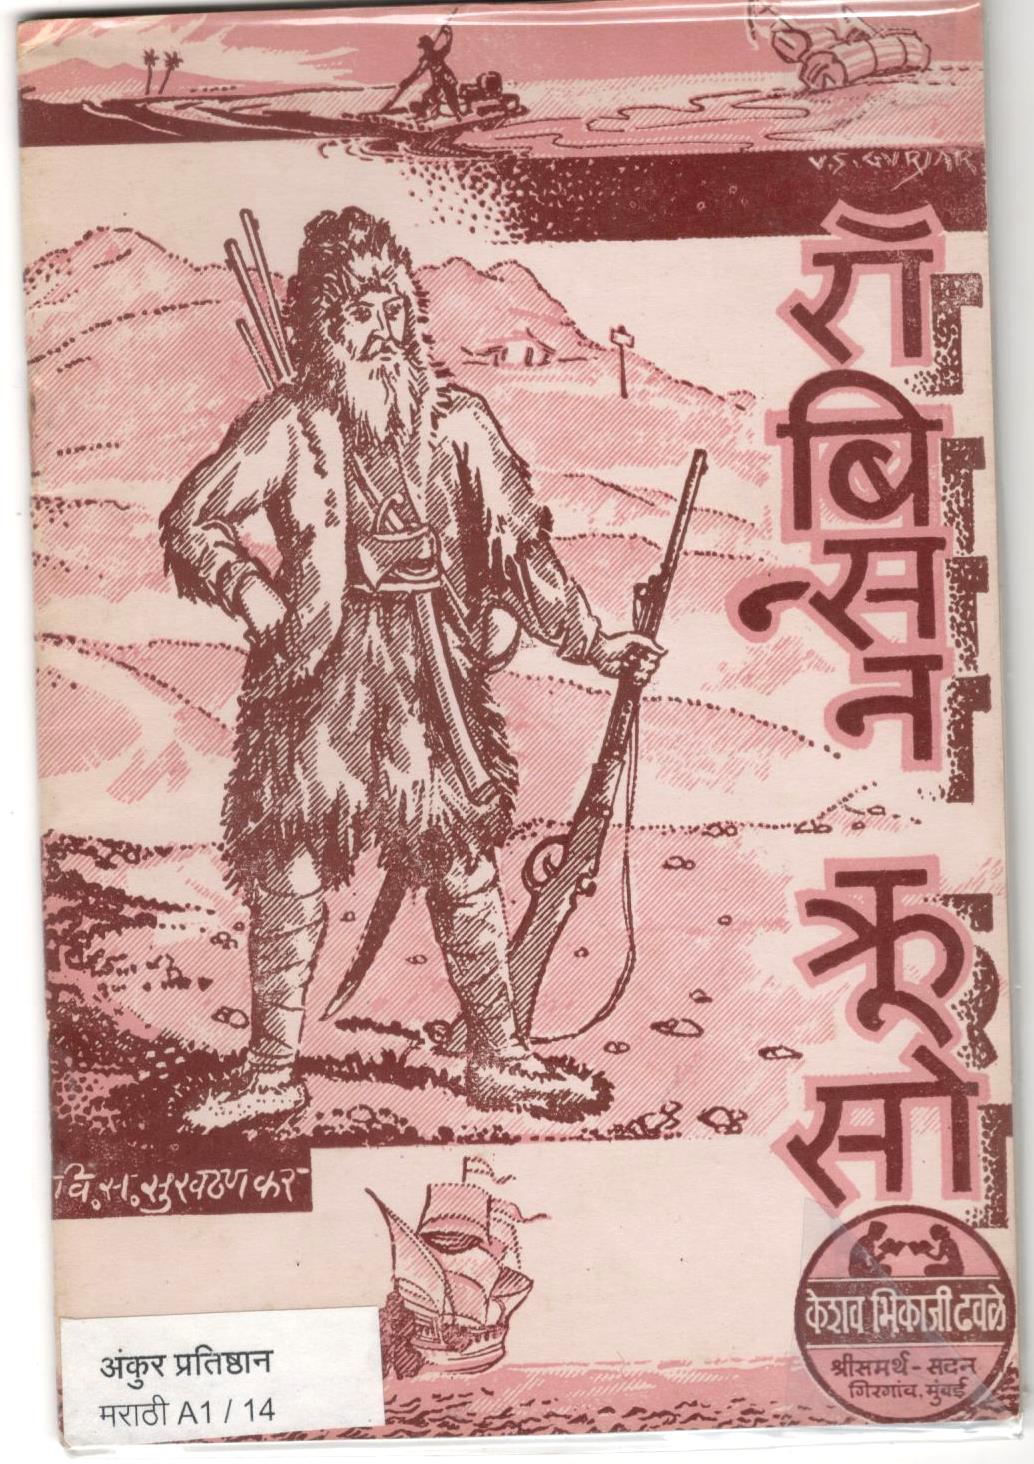 V.S. GURJAR
रॉबिन्सन क्रूसो
वि.स.सुखठणकर
केशव भिकाजी ढवळे
श्रीसमर्थ - सदन
गिरगांव, मुंबई
अंकुर प्रतिष्ठान
मराठी A1 / 14